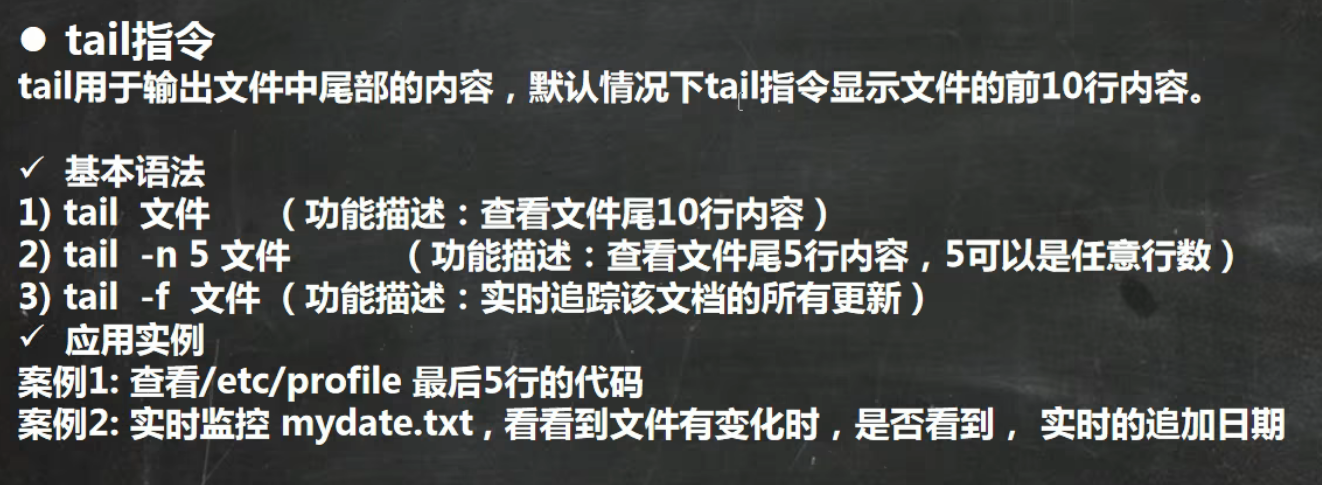 ● tail指令
tail用于输出文件中尾部的内容，默认情况下tail指令显示文件的前10行内容。
✓ 基本语法
1) tail 文件 （功能描述：查看文件尾10行内容）
2) tail -n 5 文件 （功能描述：查看文件尾5行内容，5可以是任意行数）
3) tail -f 文件 （功能描述：实时追踪该文档的所有更新）
✓ 应用实例
案例1: 查看/etc/profile 最后5行的代码
案例2: 实时监控 mydate.txt , 看看到文件有变化时，是否看到， 实时的追加日期